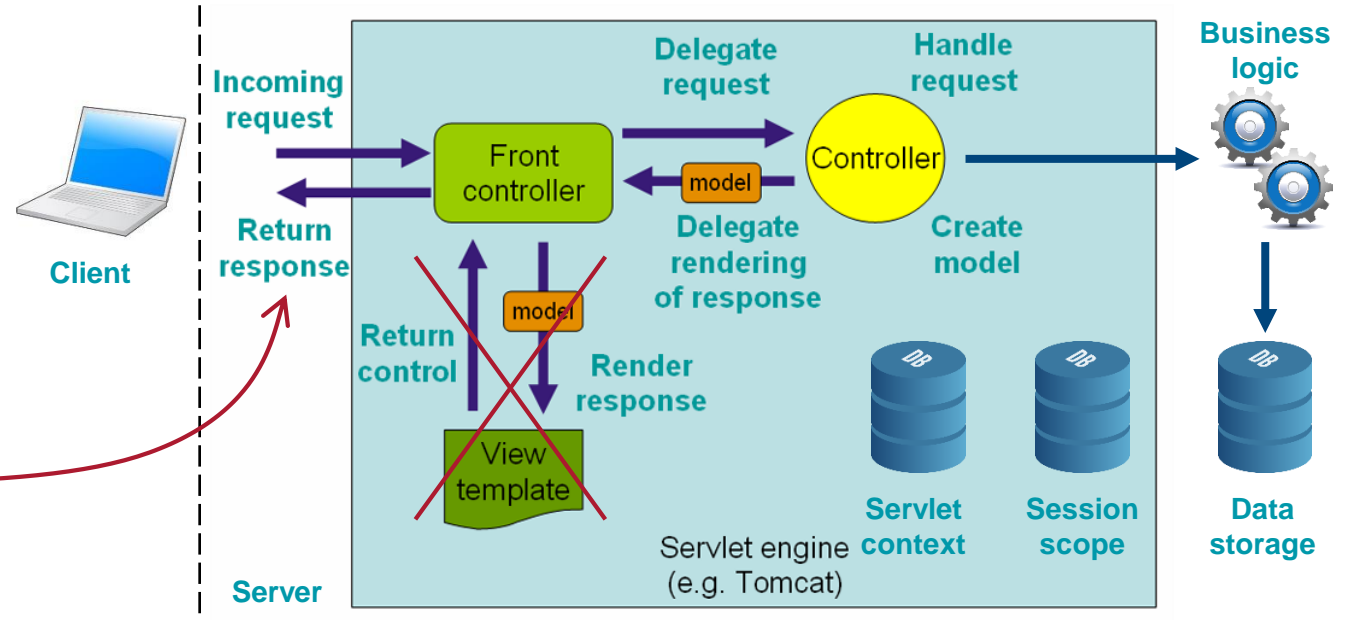 Incoming
request
Return
response
Client
Server
Front
controller
Delegate
request
Handle
request
Controller
model
Delegate
rendering
of response
Create
model
Business
logic
Return
control
model
Render
response
View
template
DB
DB
DB
Servlet
context
Session
scope
Data
storage
Servlet engine
(e.g. Tomcat)